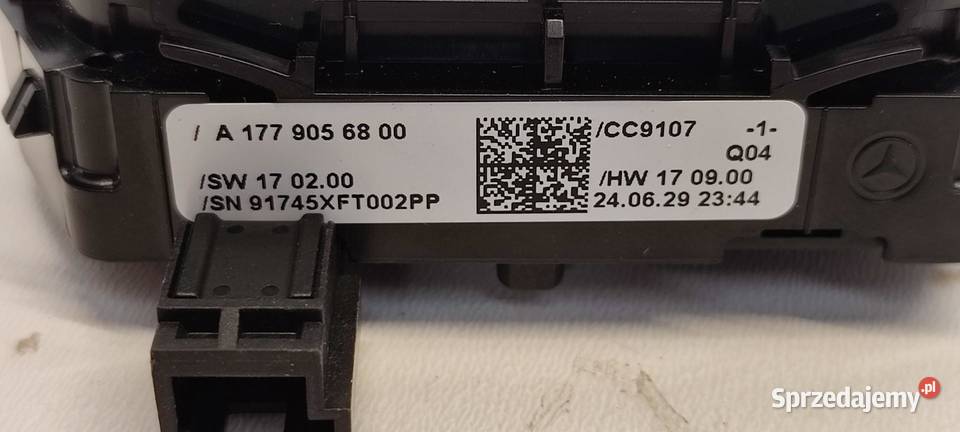 / A 177 905 68 00
/CC9107 -1-
Q04
/SW 17 02.00
/HW 17 09.00
/SN 91745XFT002PP
24.06.29 23:44
Sprzedajemy .pl